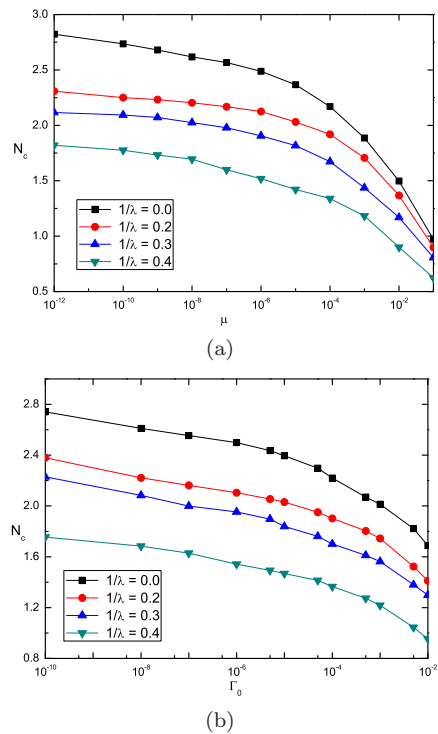 3.0
2.5
2.0
N_c
1.5
1.0
0.5
1/λ = 0.0
1/λ = 0.2
1/λ = 0.3
1/λ = 0.4
10^-12 10^-10 10^-8 10^-6 10^-4 10^-2
μ
(a)
2.8
2.4
2.0
N_c
1.6
1.2
0.8
1/λ = 0.0
1/λ = 0.2
1/λ = 0.3
1/λ = 0.4
10^-10 10^-8 10^-6 10^-4 10^-2
Γ_0
(b)